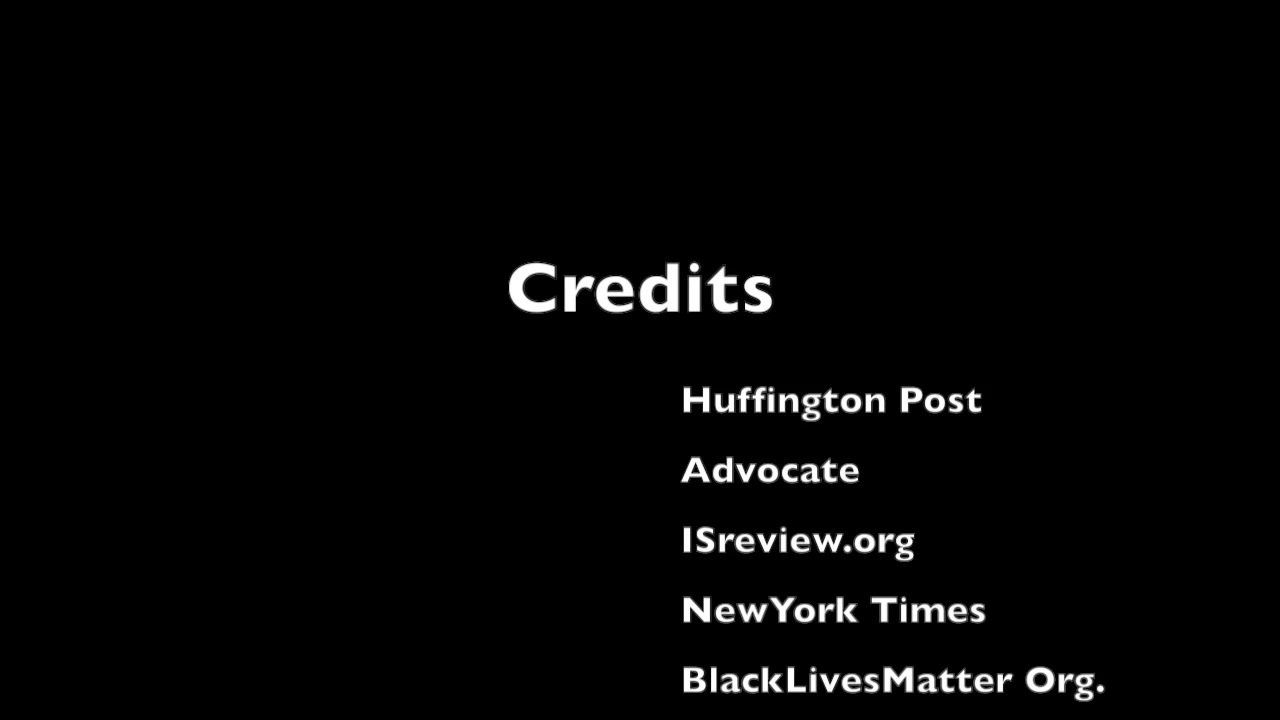 Credits
Huffington Post
Advocate
ISreview.org
NewYork Times
BlackLivesMatter Org.